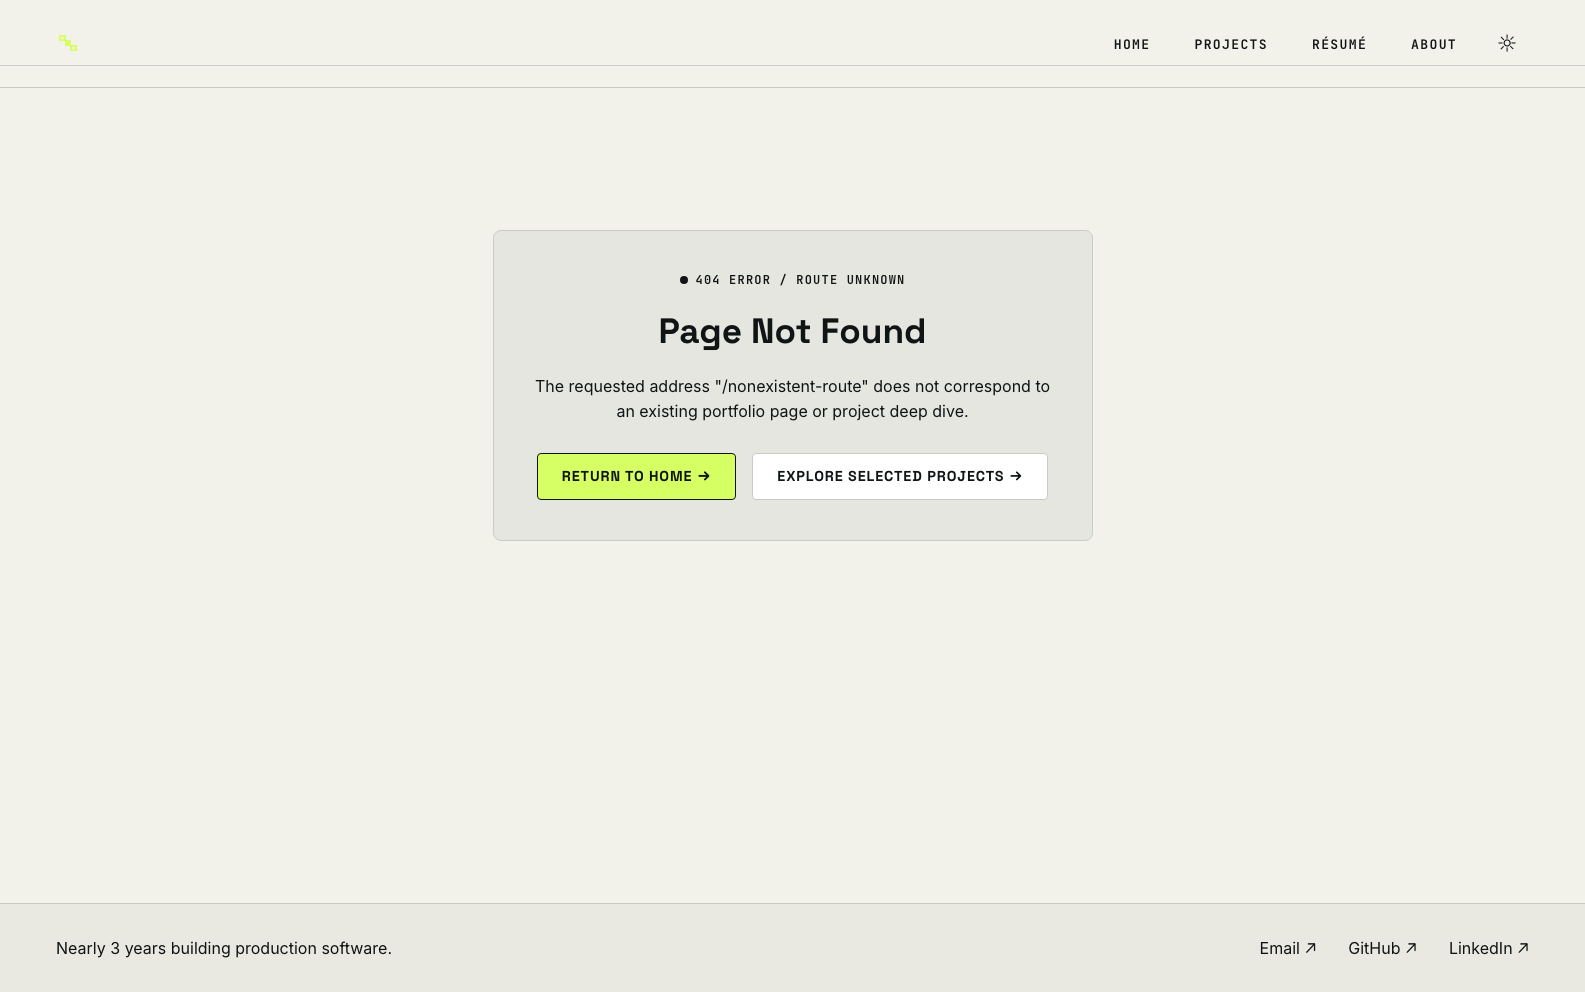 HOME PROJECTS RÉSUMÉ ABOUT
404 ERROR / ROUTE UNKNOWN
Page Not Found
The requested address "/nonexistent-route" does not correspond to
an existing portfolio page or project deep dive.
RETURN TO HOME → EXPLORE SELECTED PROJECTS →
Nearly 3 years building production software. Email ↗ GitHub ↗ LinkedIn ↗